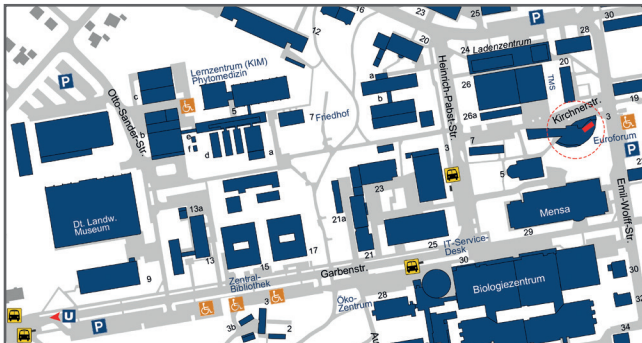 12
16
20
P
30
Ladenzentrum
24
28
Lernzentrum (KIM)
Phytomedizin
a
26
20
TMS
P
Otto-Sander-Str.
c
Heinrich-Pabst-Str.
19
5
b
Kirchnerstr.
3
26a
7
Friedhof
b
e
f
d
a
Euroforum
3
7
P
5
23
Emil-Wolff-Str.
Dt. Landw.
Museum
13a
21a
Mensa
17
25
29
13
21
IT-Service-
Desk
15
9
Zentral-
Bibliothek
Garbenstr.
30
30
Biologiezentrum
Öko-
Zentrum
28
3
32
U
P
3b
2
34